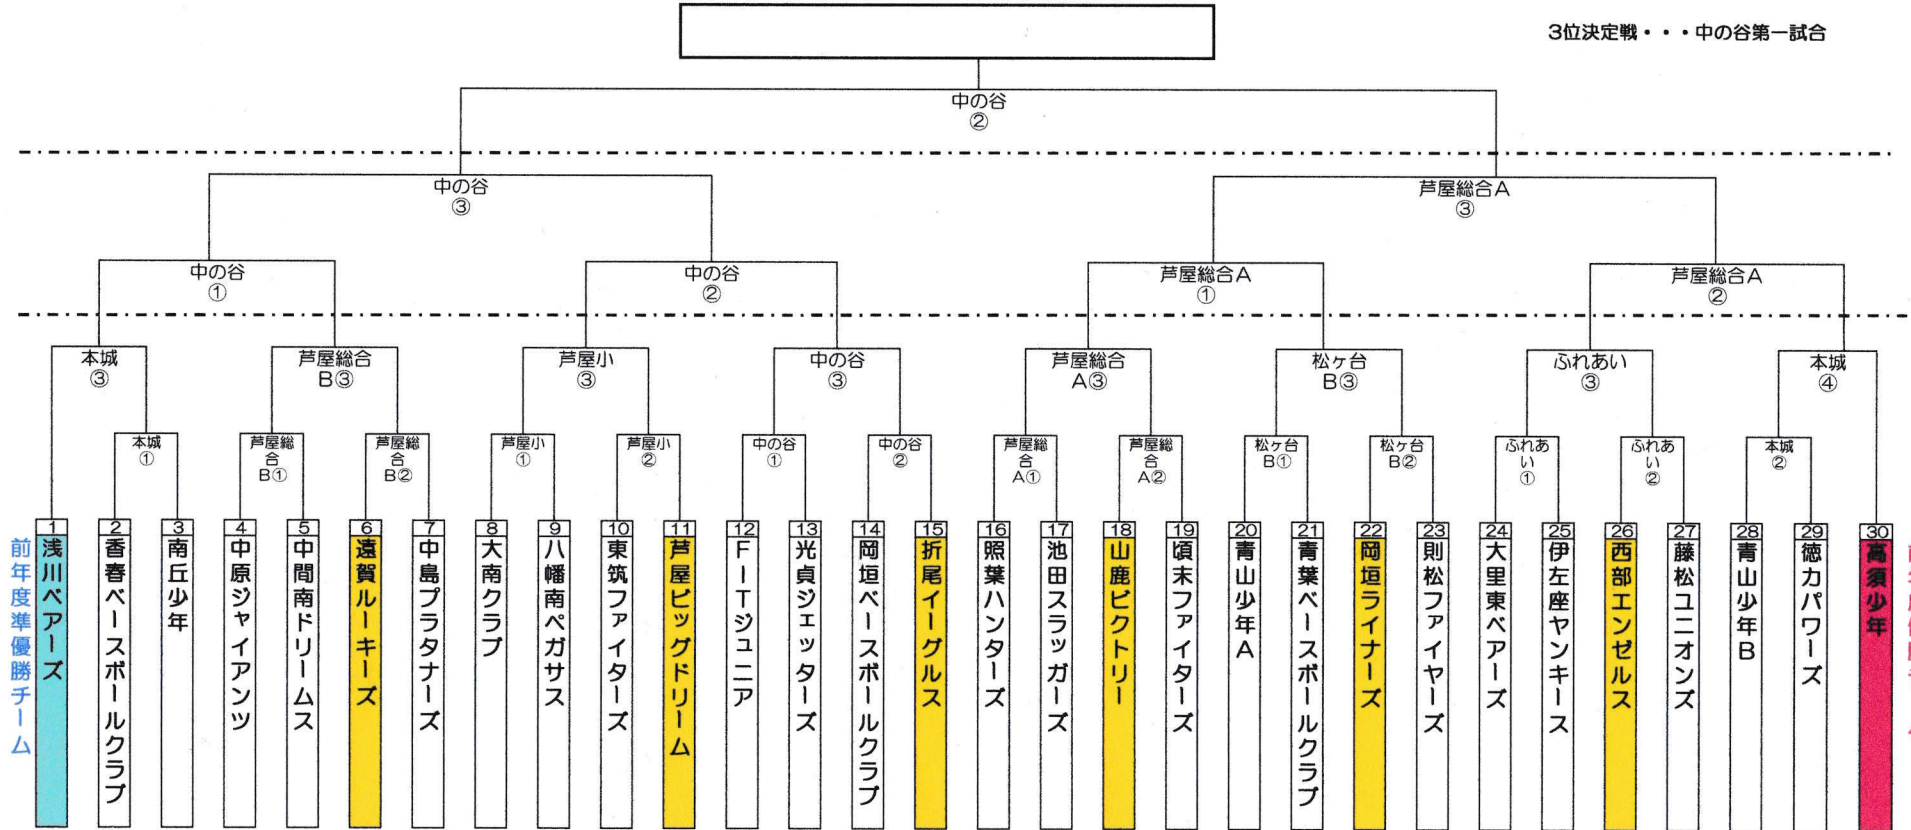 3位決定戦・・・中の谷第一試合
中の谷
②
中の谷
③
芦屋総合A
③
中の谷
①
中の谷
②
芦屋総合A
①
芦屋総合A
②
本城
③
芦屋総合
B③
芦屋小
③
中の谷
③
芦屋総合
A③
松ヶ台
B③
ふれあい
③
本城
④
本城
①
芦屋総
合
B①
芦屋総
合
B②
芦屋小
①
芦屋小
②
中の谷
①
中の谷
②
芦屋総
合
A①
芦屋総
合
A②
松ヶ台
B①
松ヶ台
B②
ふれあ
い
①
ふれあ
い
②
本城
②
前年度準優勝チーム
1
浅川ベアーズ
2
香春ベースボールクラブ
3
南丘少年
4
中原ジャイアンツ
5
中間南ドリームス
6
遠賀ルーキーズ
7
中島プラタナーズ
8
大南クラブ
9
八幡南ペガサス
10
東筑ファイターズ
11
芦屋ビッグドリーム
12
FITジュニア
13
光貞ジェッターズ
14
岡垣ベースボールクラブ
15
折尾イーグルス
16
照葉ハンターズ
17
池田スラッガーズ
18
山鹿ビクトリー
19
頃末ファイターズ
20
青山少年A
21
青葉ベースボールクラブ
22
岡垣ライナーズ
23
則松ファイヤーズ
24
大里東ベアーズ
25
伊左座ヤンキース
26
西部エンゼルス
27
藤松ユニオンズ
28
青山少年B
29
徳力パワーズ
30
高須少年